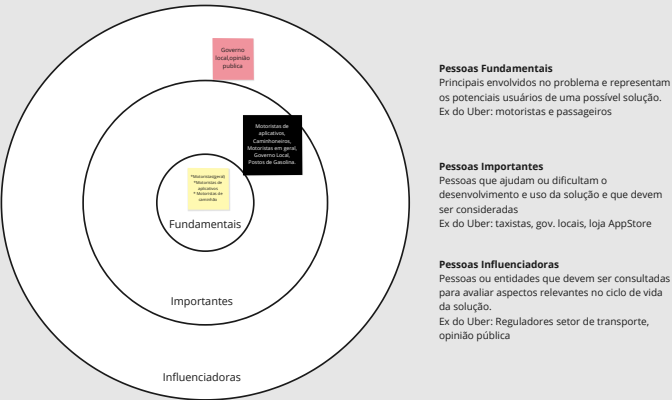 Governo
local,opinião
publica
Motoristas de
aplicativos,
Caminhoneiros,
Motoristas em geral,
Governo Local,
Postos de Gasolina.
*Motoristas(geral)
*Motoristas de
aplicativos
* Motoristas de
caminhão
Fundamentais
Importantes
Influenciadoras
Pessoas Fundamentais
Principais envolvidos no problema e representam
os potenciais usuários de uma possível solução.
Ex do Uber: motoristas e passageiros
Pessoas Importantes
Pessoas que ajudam ou dificultam o
desenvolvimento e uso da solução e que devem
ser consideradas
Ex do Uber: taxistas, gov. locais, loja AppStore
Pessoas Influenciadoras
Pessoas ou entidades que devem ser consultadas
para avaliar aspectos relevantes no ciclo de vida
da solução.
Ex do Uber: Reguladores setor de transporte,
opinião pública